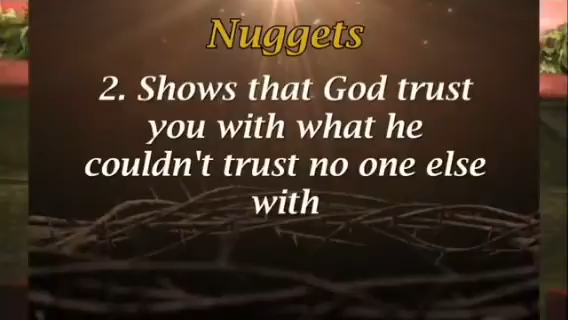 Nuggets
2. Shows that God trust
you with what he
couldn't trust no one else
with